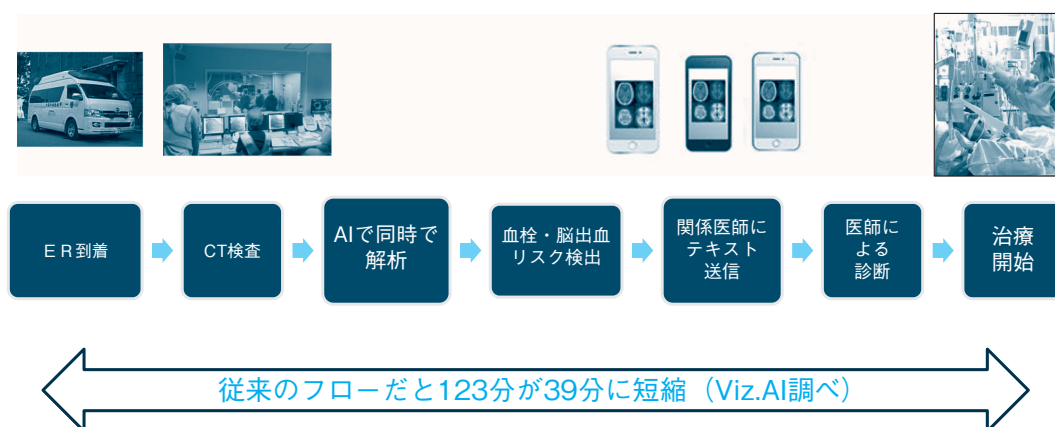 ER到着
CT検査
AIで同時で
解析
血栓・脳出血
リスク検出
関係医師に
テキスト
送信
医師に
よる
診断
治療
開始
従来のフローだと123分が39分に短縮（Viz.AI調べ）